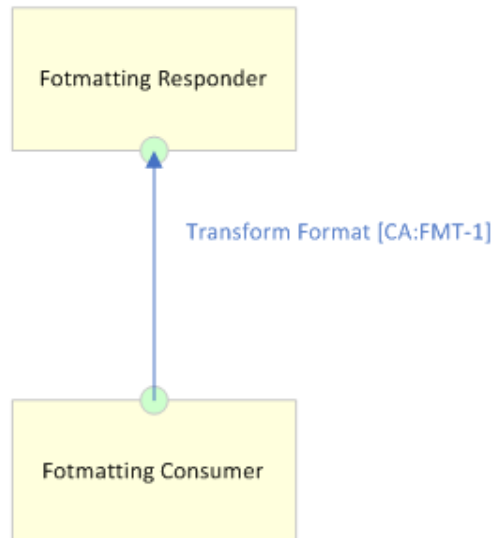 Fotmatting Responder
Transform Format [CA:FMT-1]
Fotmatting Consumer